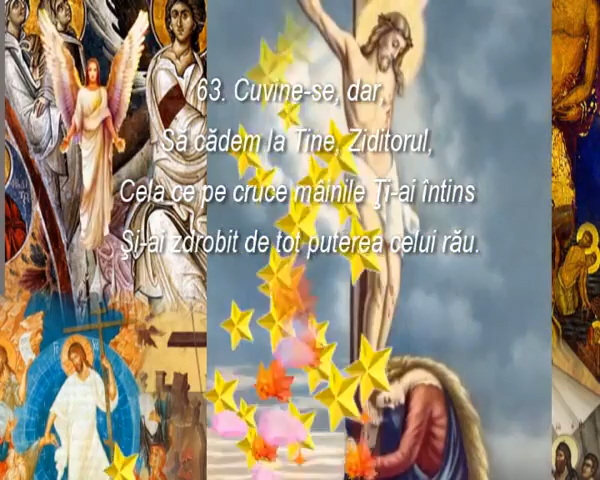 63. Cuvine-se, dar,
Să cădem la Tine, Ziditorul,
Cela ce pe cruce mâinile Ţi-ai întins
Şi-ai zdrobit de tot puterea celui rău.